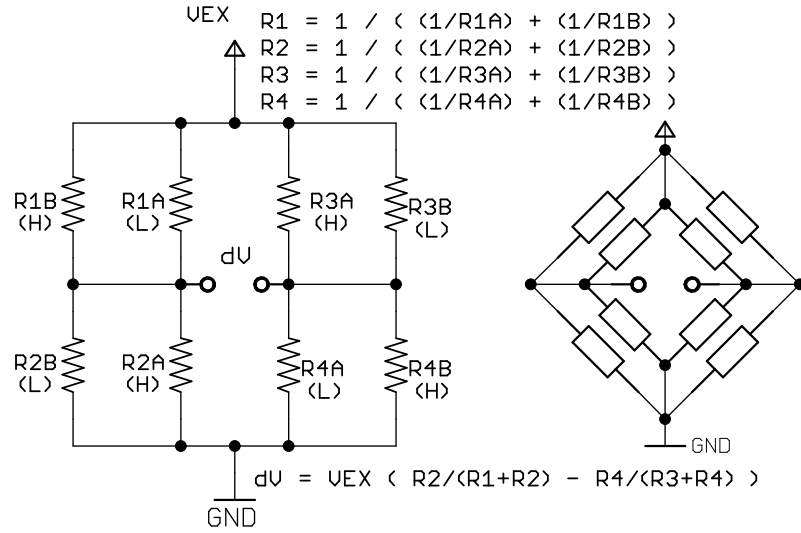 VEX
R1 = 1 / ( (1/R1A) + (1/R1B) )
R2 = 1 / ( (1/R2A) + (1/R2B) )
R3 = 1 / ( (1/R3A) + (1/R3B) )
R4 = 1 / ( (1/R4A) + (1/R4B) )
R1B
(H)
R1A
(L)
R3A
(H)
R3B
(L)
dV
R2B
(L)
R2A
(H)
R4A
(L)
R4B
(H)
GND
dV = VEX ( R2/(R1+R2) - R4/(R3+R4) )
GND